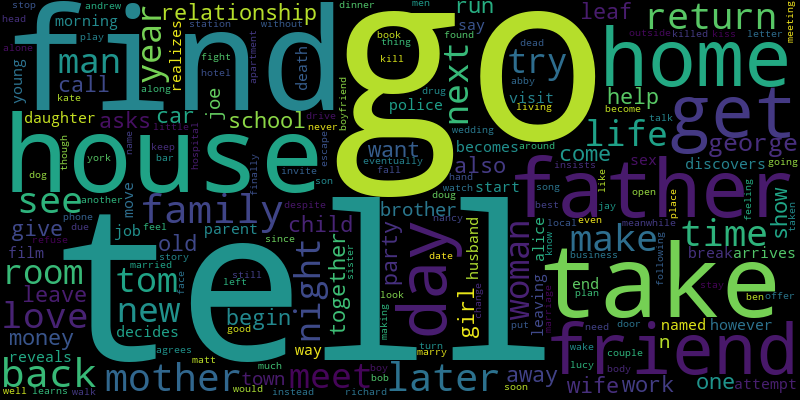 stop andrew
morning
head play
find
year
relationship
station without
realizes
dinner men
book
thing
kill
go
run
say
found
leaf
return
outside killed kiss letter
meeting
young
man
call
kate
alone
along
fight
hotel
apartment
death
boyfriend
drug
police
next
try
abby
visit
dead
living
home
help
become
get
talk
daughter
asks
car
little
joe
school
drive
never
escape
want
eventually
fall
wedding
becomes around
also
life
come
insists
george
discovers
sex
going
house
dog
though
york
keep
bar
name
hospital
invite
son
doug
hand
watch start
song
best
jay
like
open
place
father
feeling
taken
show
see
another
move
family
finally
despite
child
brother
nancy
alice
know
local even meanwhile
make
business
following
time
break arrives
phone
due
give
film
refuse
job feel
old
parent
since
story
married
face
tell
still
left
night
together
sister
party
day
date
husband
woman
leaving
end
plan
take
stay
ben offer
room
leave
tom
new
decides
begin
good
look
making
girl
change
marriage
put
named however
need door
n
friend
love
money
reveals
agrees
matt
much
way
turn
marry
wake
lucy
couple
body
back
well learns walk
mother
would
town
instead
meet
boy
bob
richard
later
away
soon
wife work
one
attempt